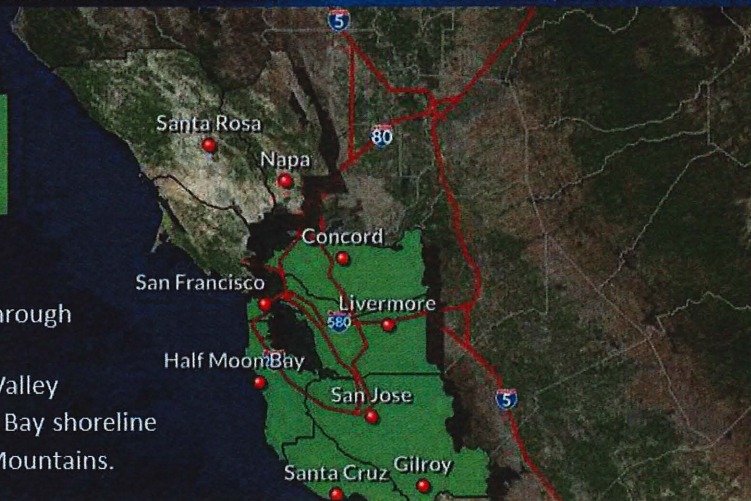 5
80
Santa Rosa
Napa
Concord
San Francisco
Livermore
580
hrough
Half Moon Bay
Valley
San Jose
5
Bay shoreline
Mountains.
Santa Cruz
Gilroy